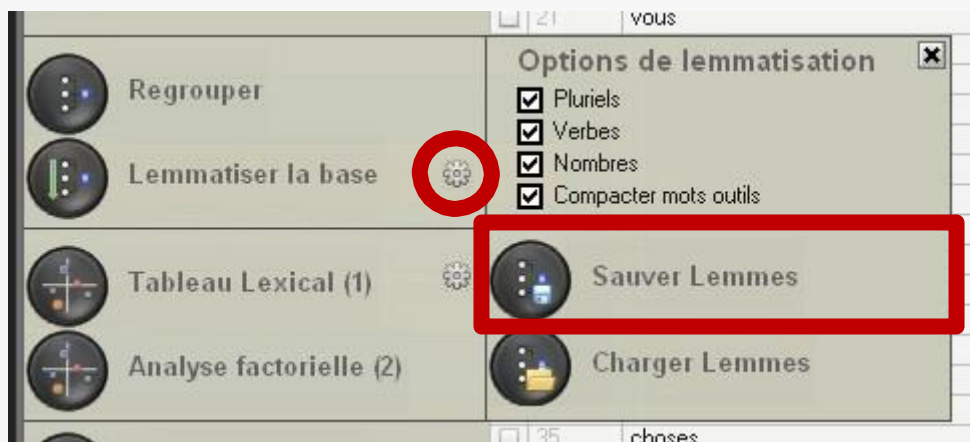 21 vous
Regrouper
Lemmatiser la base
Tableau Lexical (1)
Analyse factorielle (2)
Options de lemmatisation
Pluriels
Verbes
Nombres
Compacter mots outils
Sauver Lemmes
Charger Lemmes
35 choses